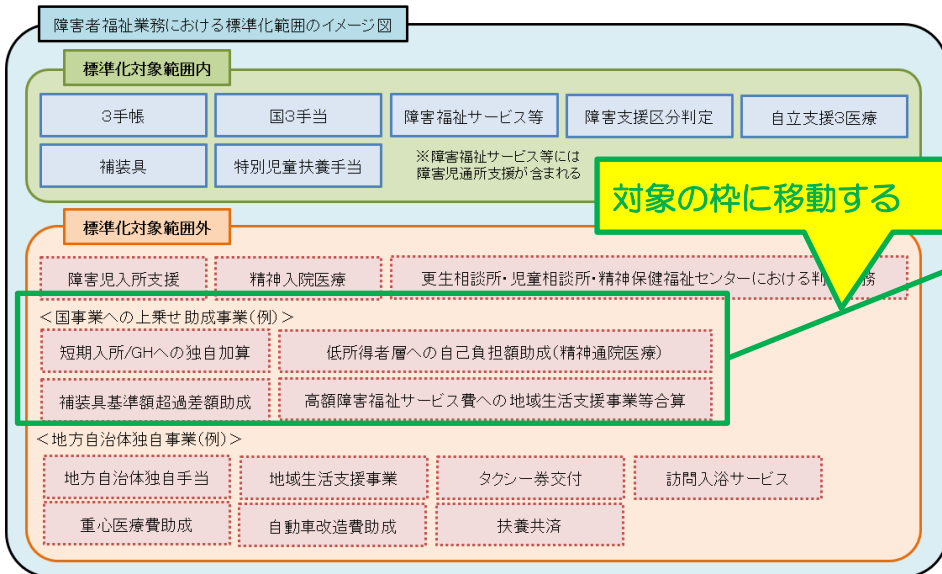 障害者福祉業務における標準化範囲のイメージ図
標準化対象範囲内
3手帳
国3手当
障害福祉サービス等
障害支援区分判定
自立支援3医療
補装具
特別児童扶養手当
※障害福祉サービス等には
障害児通所支援が含まれる
対象の枠に移動する
標準化対象範囲外
障害児入所支援
精神入院医療
更生相談所・児童相談所・精神保健福祉センターにおける判 務
<国事業への上乗せ助成事業(例)>
短期入所/GHへの独自加算
低所得者層への自己負担額助成(精神通院医療)
補装具基準額超過差額助成
高額障害福祉サービス費への地域生活支援事業等合算
<地方自治体独自事業(例)>
地方自治体独自手当
地域生活支援事業
タクシー券交付
訪問入浴サービス
重心医療費助成
自動車改造費助成
扶養共済